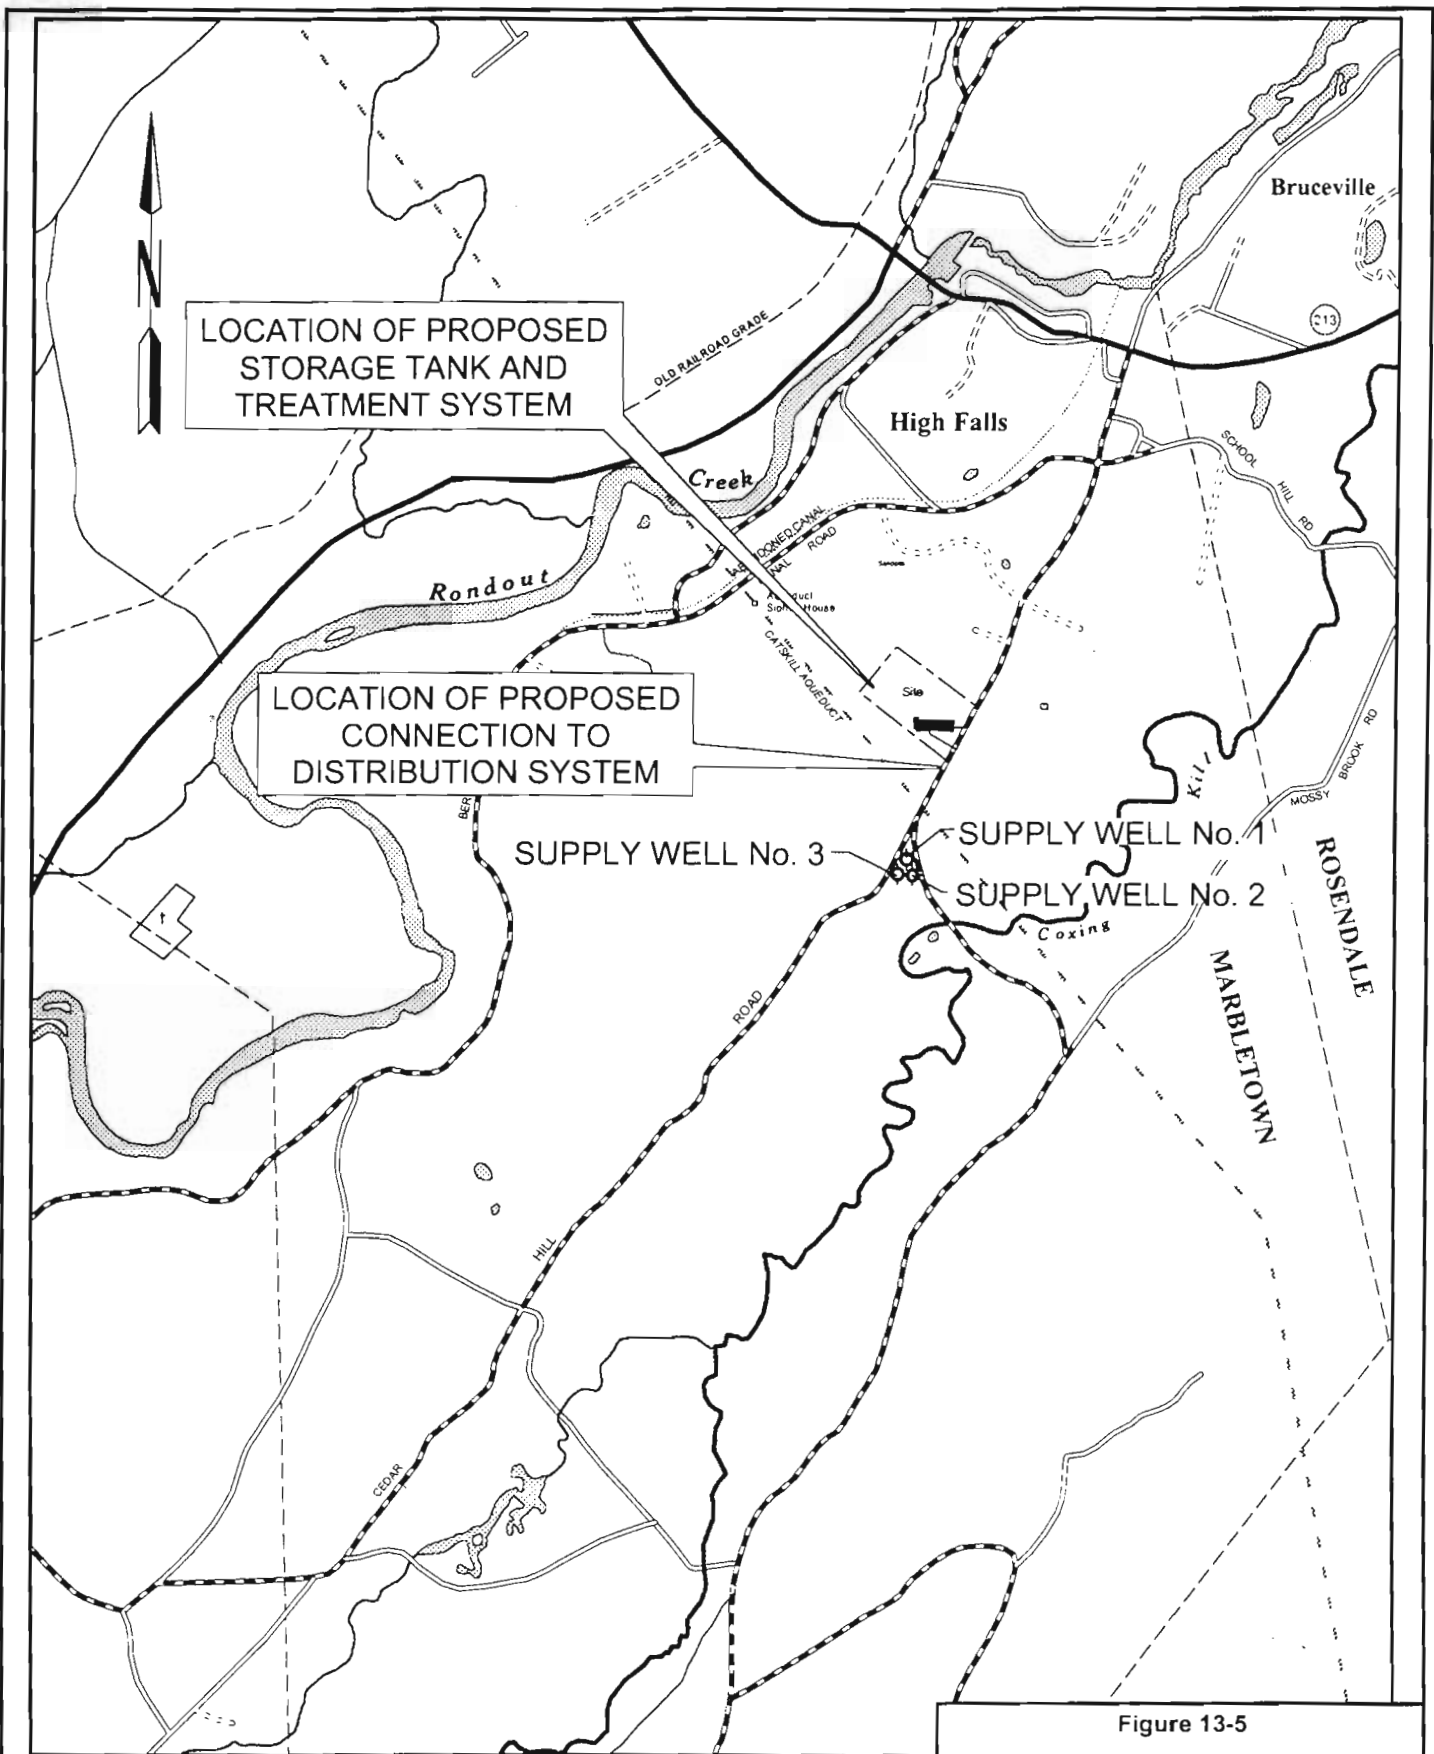 Bruceville
N
213
LOCATION OF PROPOSED
STORAGE TANK AND
TREATMENT SYSTEM
OLD RAILROAD GRADE
High Falls
SCHOOL
HILL
RD
Creek
CANAL
ROAD
Rondout
House
CATSKILL AQUEDUCT
Site
LOCATION OF PROPOSED
CONNECTION TO
DISTRIBUTION SYSTEM
Kill
MOSSY
BROOK
RD
BER
SUPPLY WELL No. 1
SUPPLY WELL No. 3
SUPPLY WELL No. 2
Coxing
ROSENDALE
MARBLETOWN
ROAD
HILL
CEDAR
Figure 13-5